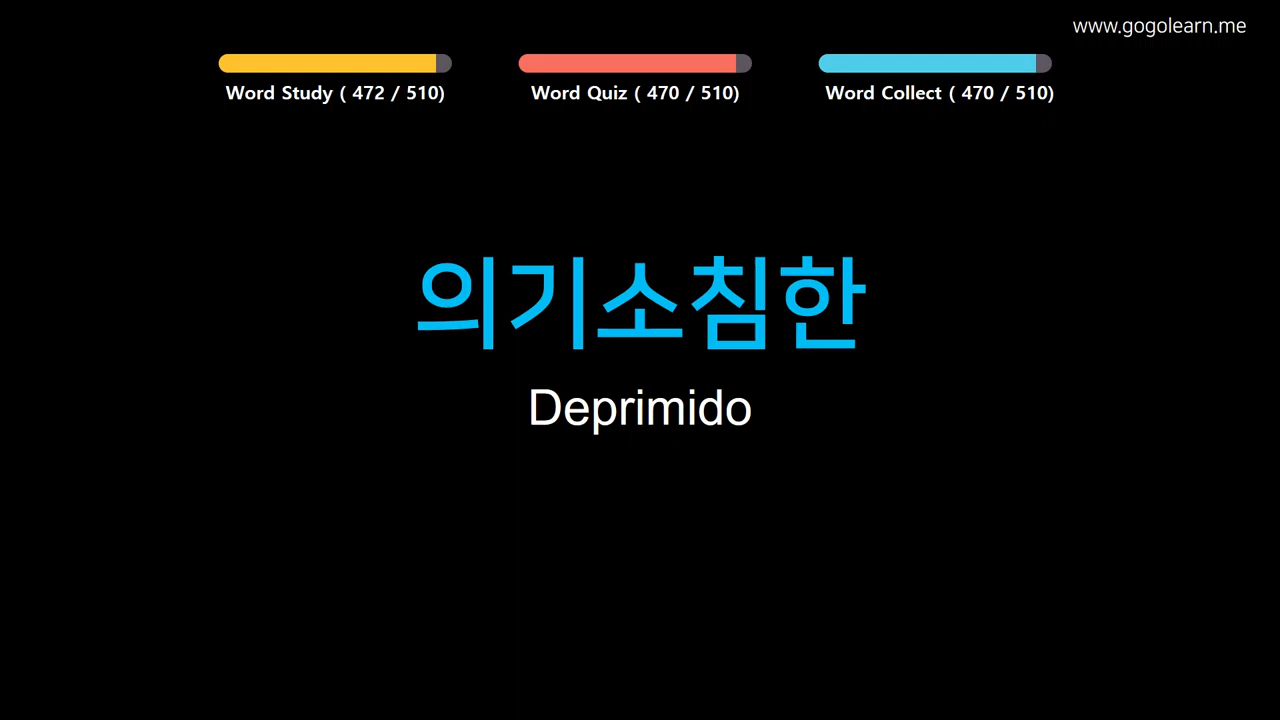 www.gogolearn.me
Word Study ( 472 / 510)
Word Quiz ( 470 / 510)
Word Collect ( 470 / 510)
의기소침한
Deprimido